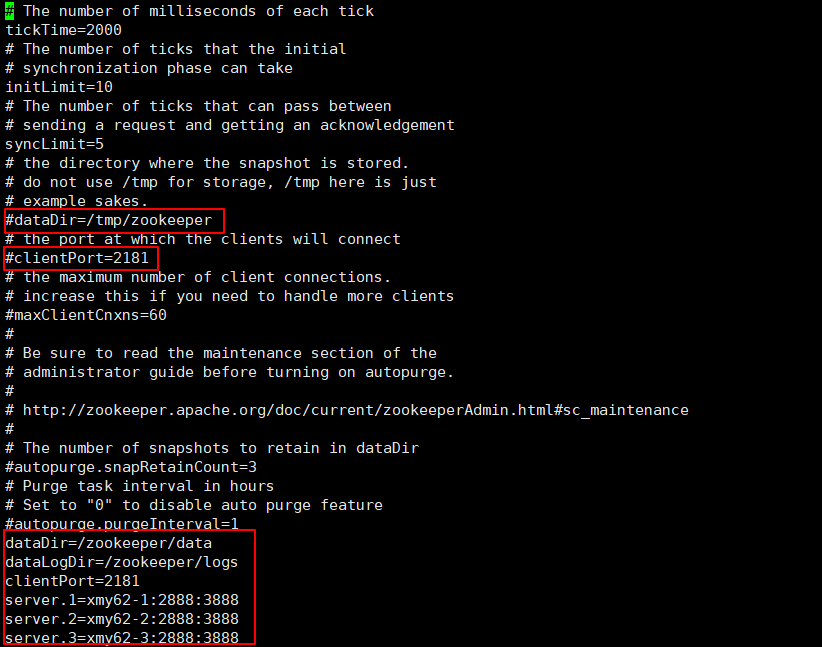 # The number of milliseconds of each tick
tickTime=2000
# The number of ticks that the initial
# synchronization phase can take
initLimit=10
# The number of ticks that can pass between
# sending a request and getting an acknowledgement
syncLimit=5
# the directory where the snapshot is stored.
# do not use /tmp for storage, /tmp here is just
# example sakes.
#dataDir=/tmp/zookeeper
# the port at which the clients will connect
#clientPort=2181
# the maximum number of client connections.
# increase this if you need to handle more clients
#maxClientCnxns=60
#
# Be sure to read the maintenance section of the
# administrator guide before turning on autopurge.
#
# http://zookeeper.apache.org/doc/current/zookeeperAdmin.html#sc_maintenance
#
# The number of snapshots to retain in dataDir
#autopurge.snapRetainCount=3
# Purge task interval in hours
# Set to "0" to disable auto purge feature
#autopurge.purgeInterval=1
dataDir=/zookeeper/data
dataLogDir=/zookeeper/logs
clientPort=2181
server.1=xmy62-1:2888:3888
server.2=xmy62-2:2888:3888
server.3=xmy62-3:2888:3888